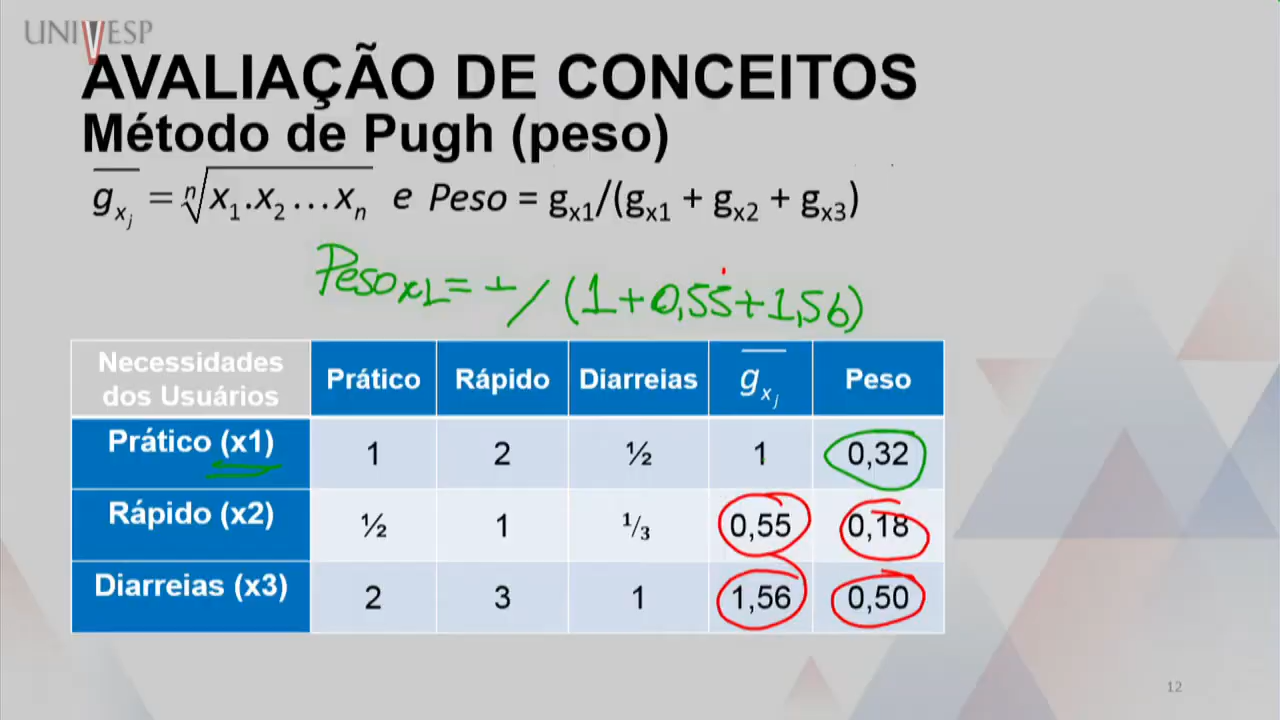 UNIVESP
AVALIAÇÃO DE CONCEITOS
Método de Pugh (peso)
g xj = ⁿ√x1.x2...xn e Peso = gx1/(gx1 + gx2 + gx3)
Peso x1 = 1 / (1+0,55+1,56)
Necessidades dos Usuários Prático Rápido Diarreias g xj Peso
Prático (x1) 1 2 ½ 1 0,32
Rápido (x2) ½ 1 1/3 0,55 0,18
Diarreias (x3) 2 3 1 1,56 0,50
12